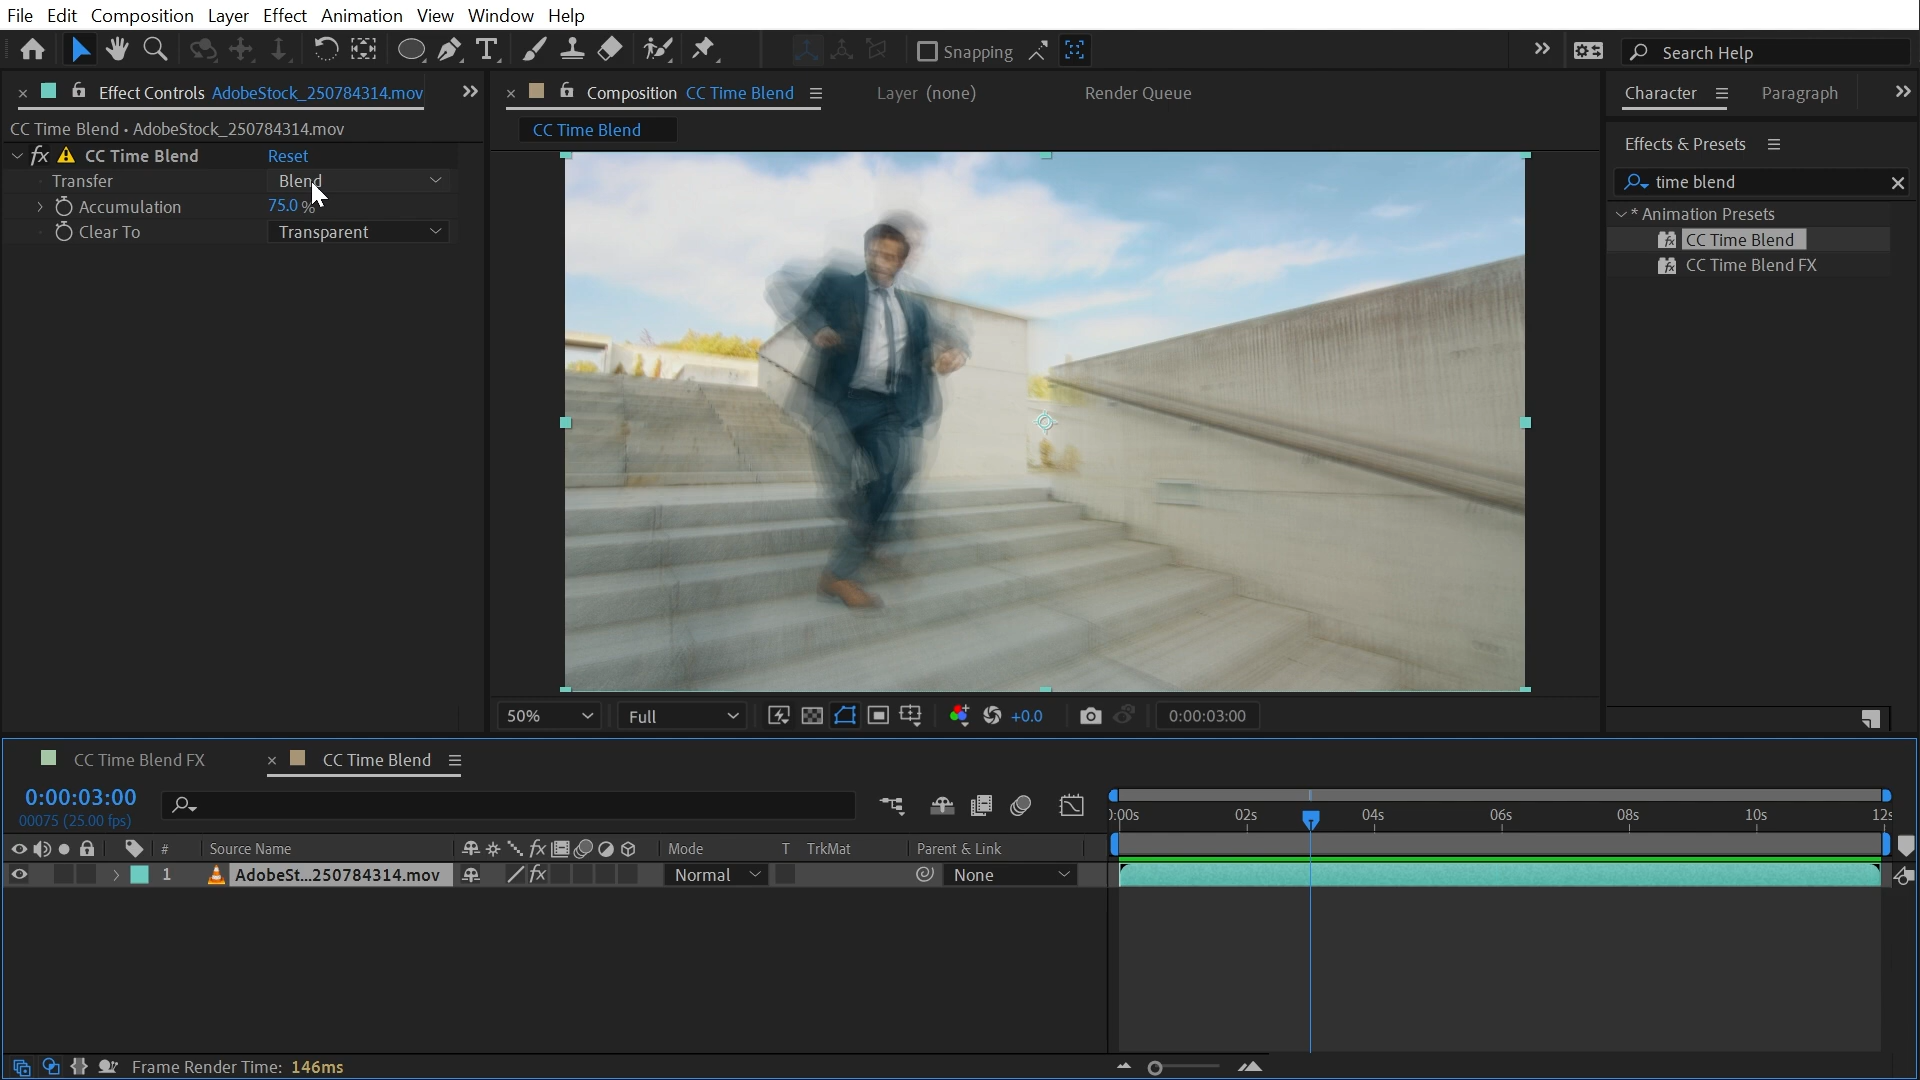 File Edit Composition Layer Effect Animation View Window Help
Snapping
Search Help
Effect Controls AdobeStock_250784314.mov
Composition CC Time Blend
Layer (none)
Render Queue
Character
Paragraph
CC Time Blend • AdobeStock_250784314.mov
CC Time Blend
Effects & Presets
fx CC Time Blend Reset
Transfer Blend
Accumulation 75.0 %
Clear To Transparent
time blend
* Animation Presets
CC Time Blend
CC Time Blend FX
50%
Full
+0.0
0:00:03:00
CC Time Blend FX
CC Time Blend
0:00:03:00
00075 (25.00 fps)
):00s 02s 04s 06s 08s 10s 12s
# Source Name fx Mode T TrkMat Parent & Link
1 AdobeSt...250784314.mov fx Normal None
Frame Render Time: 146ms